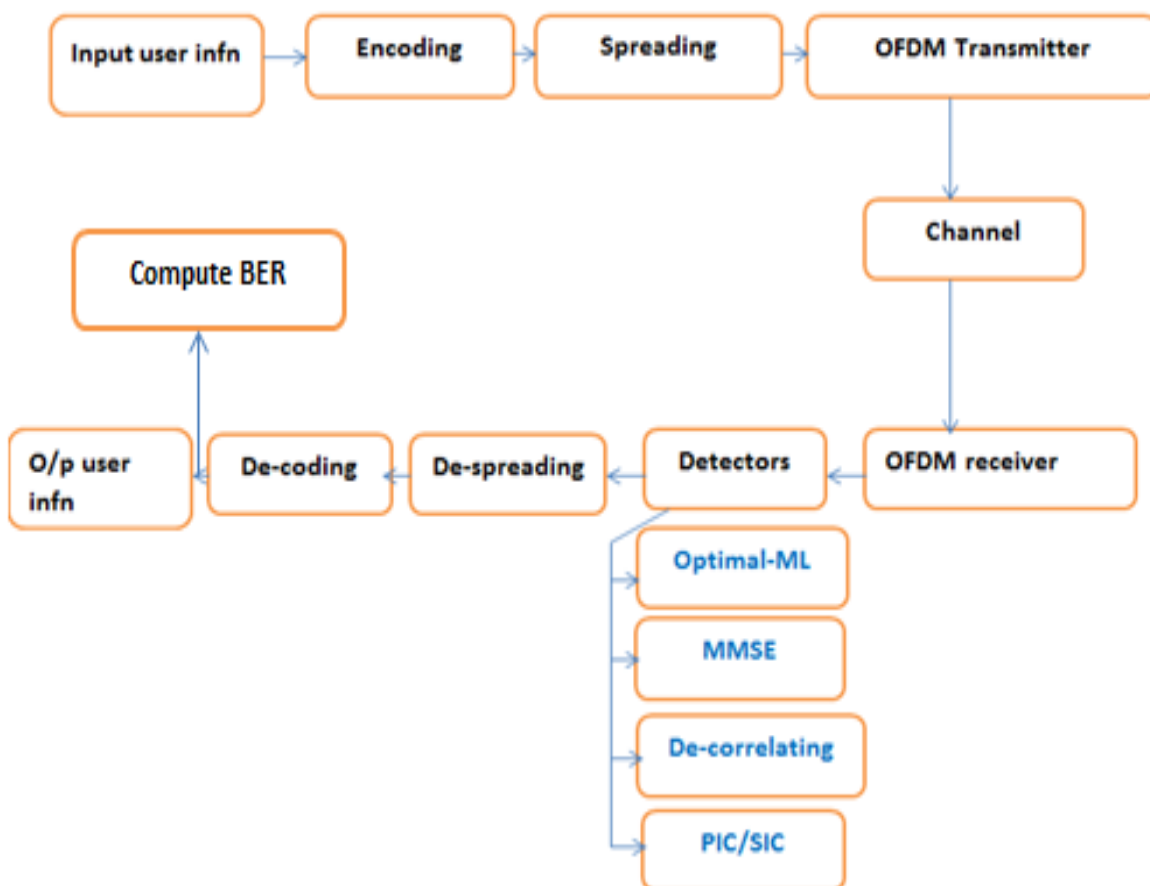 Input user infn
Encoding
Spreading
OFDM Transmitter
Channel
Compute BER
O/p user
infn
De-coding
De-spreading
Detectors
OFDM receiver
Optimal-ML
MMSE
De-correlating
PIC/SIC